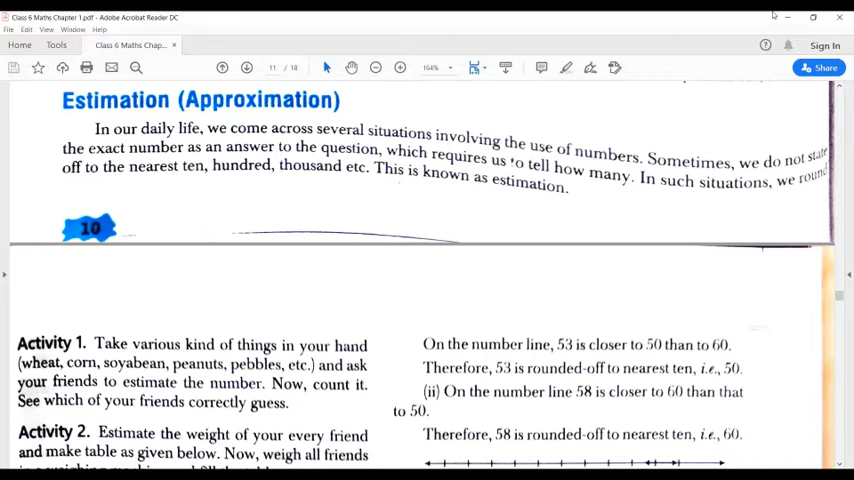 Class 6 Maths Chapter 1.pdf - Adobe Acrobat Reader DC
File Edit View Window Help
Home Tools Class 6 Maths Chap... × Sign In
11 / 18 164% Share
Estimation (Approximation)
In our daily life, we come across several situations involving the use of numbers. Sometimes, we do not state
the exact number as an answer to the question, which requires us to tell how many. In such situations, we round
off to the nearest ten, hundred, thousand etc. This is known as estimation.
10
Activity 1. Take various kind of things in your hand
(wheat, corn, soyabean, peanuts, pebbles, etc.) and ask
your friends to estimate the number. Now, count it.
See which of your friends correctly guess.
Activity 2. Estimate the weight of your every friend
and make table as given below. Now, weigh all friends
On the number line, 53 is closer to 50 than to 60.
Therefore, 53 is rounded-off to nearest ten, i.e., 50.
(ii) On the number line 58 is closer to 60 than that
to 50.
Therefore, 58 is rounded-off to nearest ten, i.e., 60.